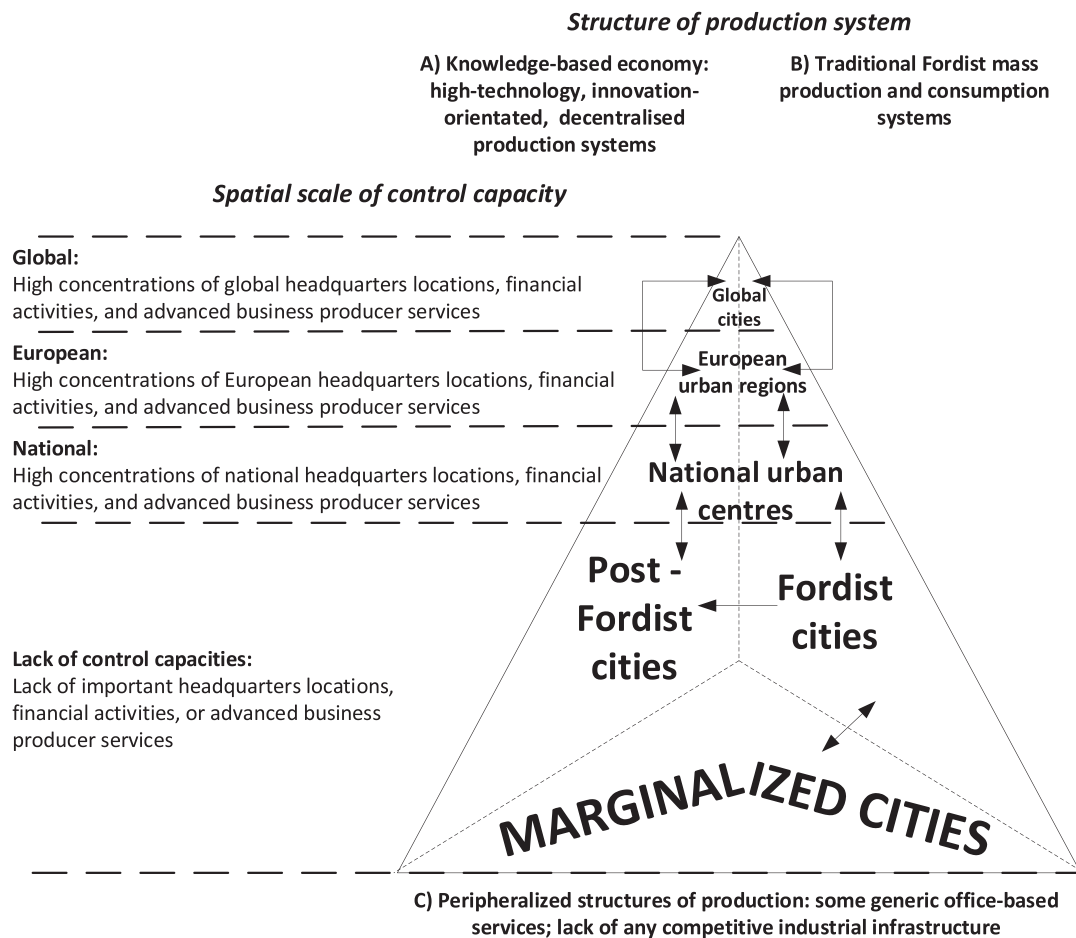 Structure of production system
A) Knowledge-based economy:
high-technology, innovation-
orientated, decentralised
production systems
B) Traditional Fordist mass
production and consumption
systems
Spatial scale of control capacity
Global:
High concentrations of global headquarters locations, financial
activities, and advanced business producer services
European:
High concentrations of European headquarters locations, financial
activities, and advanced business producer services
National:
High concentrations of national headquarters locations, financial
activities, and advanced business producer services
Lack of control capacities:
Lack of important headquarters locations,
financial activities, or advanced business
producer services
Global
cities
European
urban regions
National urban
centres
Post -
Fordist
cities
Fordist
cities
MARGINALIZED CITIES
C) Peripheralized structures of production: some generic office-based
services; lack of any competitive industrial infrastructure